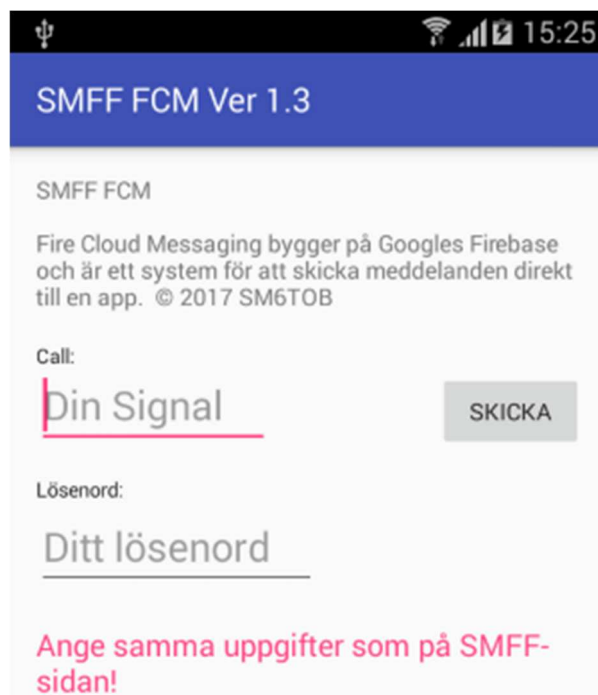 15:25
SMFF FCM Ver 1.3
SMFF FCM
Fire Cloud Messaging bygger på Googles Firebase
och är ett system för att skicka meddelanden direkt
till en app.  © 2017 SM6TOB
Call:
Din Signal
SKICKA
Lösenord:
Ditt lösenord
Ange samma uppgifter som på SMFF-
sidan!